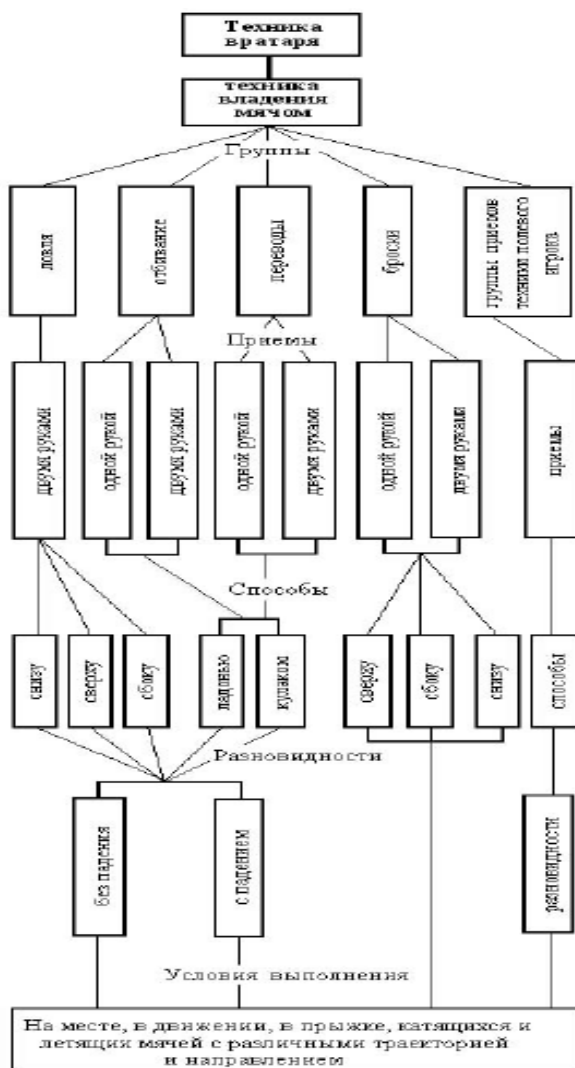 Техника
вратаря
техника
владения
мячом
Группы
ловля
отбивание
переводы
броски
группы приемов
техники полевого
игрока
Приемы
двумя руками
одной рукой
двумя руками
одной рукой
двумя руками
одной рукой
двумя руками
приемы
Способы
снизу
сверху
сбоку
ладонью
кулаком
сверху
сбоку
снизу
способы
Разновидности
без падения
с падением
разновидности
Условия выполнения
На месте, в движении, в прыжке, катящихся и
летящих мячей с различными траекторией
и направлением